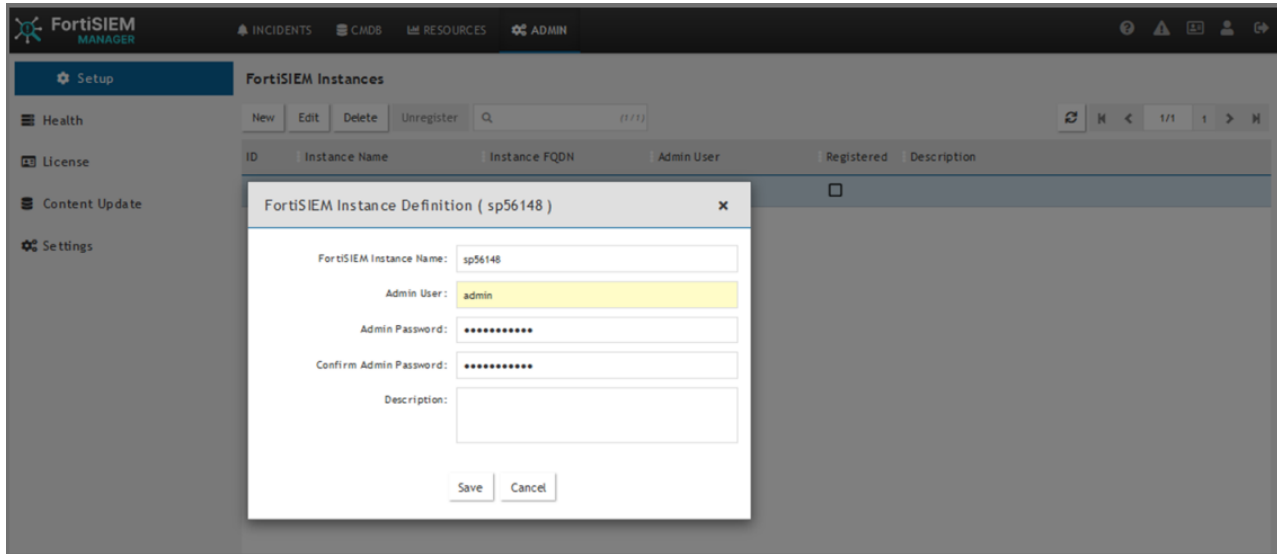 FortiSIEM
MANAGER
INCIDENTS CMDB RESOURCES ADMIN
Setup
Health
License
Content Update
Settings
FortiSIEM Instances
New Edit Delete Unregister (1/1) 1/1 1
ID Instance Name Instance FQDN Admin User Registered Description
FortiSIEM Instance Definition ( sp56148 )
FortiSIEM Instance Name: sp56148
Admin User: admin
Admin Password: •••••••••••
Confirm Admin Password: •••••••••••
Description:
Save Cancel